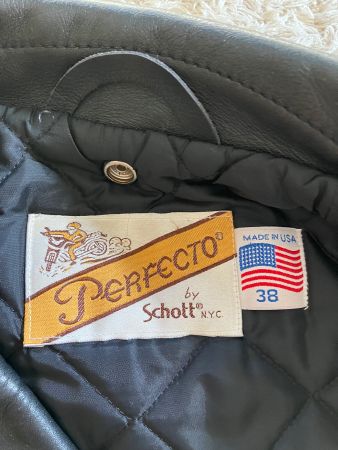 PERFECTO®
by
Schott® N.Y.C.
MADE IN USA
38